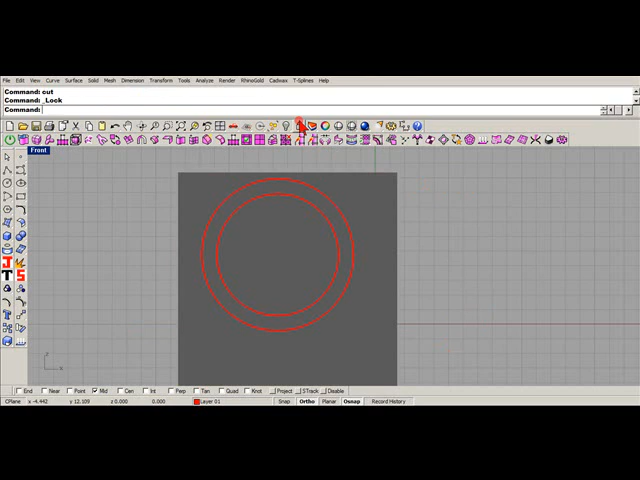 File Edit View Curve Surface Solid Mesh Dimension Transform Tools Analyze Render RhinoGold Cadwax T-Splines Help
Command: cut
Command: _Lock
Command:
Front
J
T S
End Near Point Mid Cen Int Perp Tan Quad Knot Project STrack Disable
CPlane x -4.442 y 12.109 z 0.000 0.000 Layer 01 Snap Ortho Planar Osnap Record History